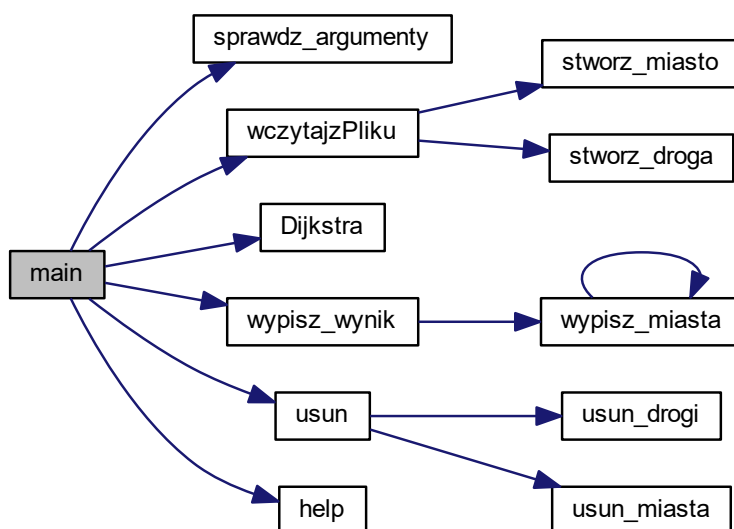 sprawdz_argumenty
stworz_miasto
wczytajzPliku
stworz_droga
Dijkstra
main
wypisz_wynik
wypisz_miasta
usun
usun_drogi
help
usun_miasta